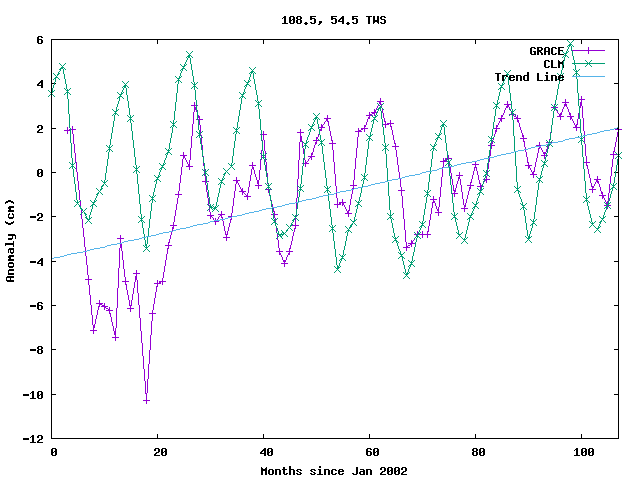 108.5, 54.5 TWS
GRACE
CLM
Trend Line
6
4
2
0
-2
-4
-6
-8
-10
-12
Anomaly (cm)
0 20 40 60 80 100
Months since Jan 2002